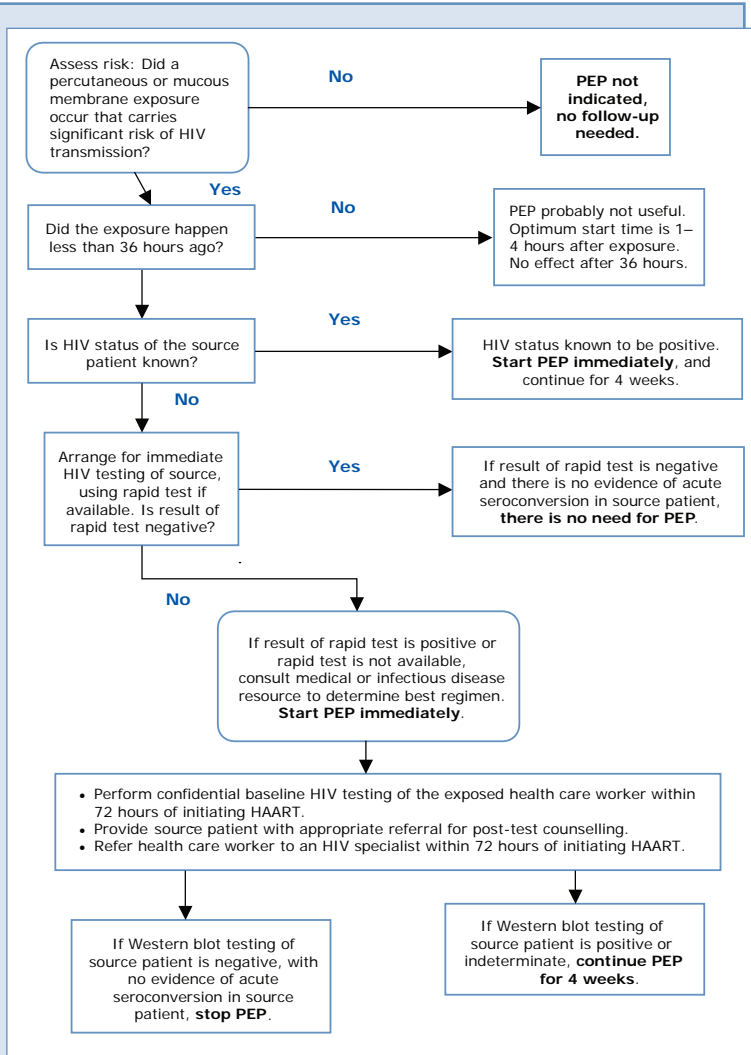 Assess risk: Did a
percutaneous or mucous
membrane exposure
occur that carries
significant risk of HIV
transmission?
No
PEP not
indicated,
no follow-up
needed.
Yes
Did the exposure happen
less than 36 hours ago?
No
PEP probably not useful.
Optimum start time is 1–
4 hours after exposure.
No effect after 36 hours.
Is HIV status of the source
patient known?
Yes
HIV status known to be positive.
Start PEP immediately, and
continue for 4 weeks.
No
Arrange for immediate
HIV testing of source,
using rapid test if
available. Is result of
rapid test negative?
Yes
If result of rapid test is negative
and there is no evidence of acute
seroconversion in source patient,
there is no need for PEP.
No
If result of rapid test is positive or
rapid test is not available,
consult medical or infectious disease
resource to determine best regimen.
Start PEP immediately.
• Perform confidential baseline HIV testing of the exposed health care worker within
72 hours of initiating HAART.
• Provide source patient with appropriate referral for post-test counselling.
• Refer health care worker to an HIV specialist within 72 hours of initiating HAART.
If Western blot testing of
source patient is negative, with
no evidence of acute
seroconversion in source
patient, stop PEP.
If Western blot testing of
source patient is positive or
indeterminate, continue PEP
for 4 weeks.